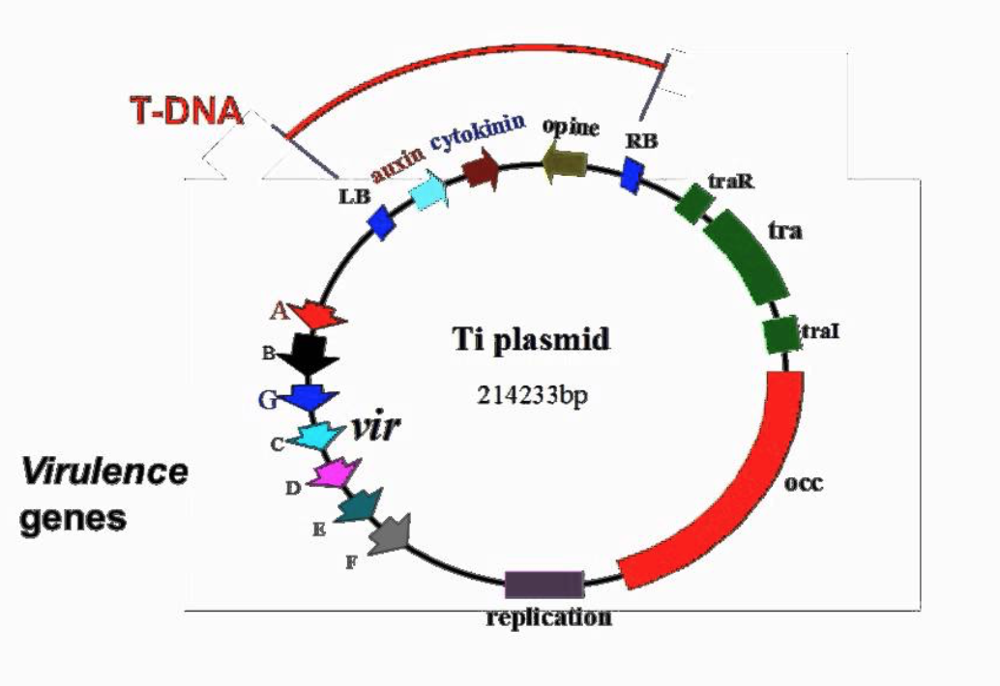 T-DNA
auxin
cytokinin
opine
RB
LB
traR
tra
traI
A
B
G
C
D
E
F
vir
Ti plasmid
214233bp
Virulence
genes
occ
replication